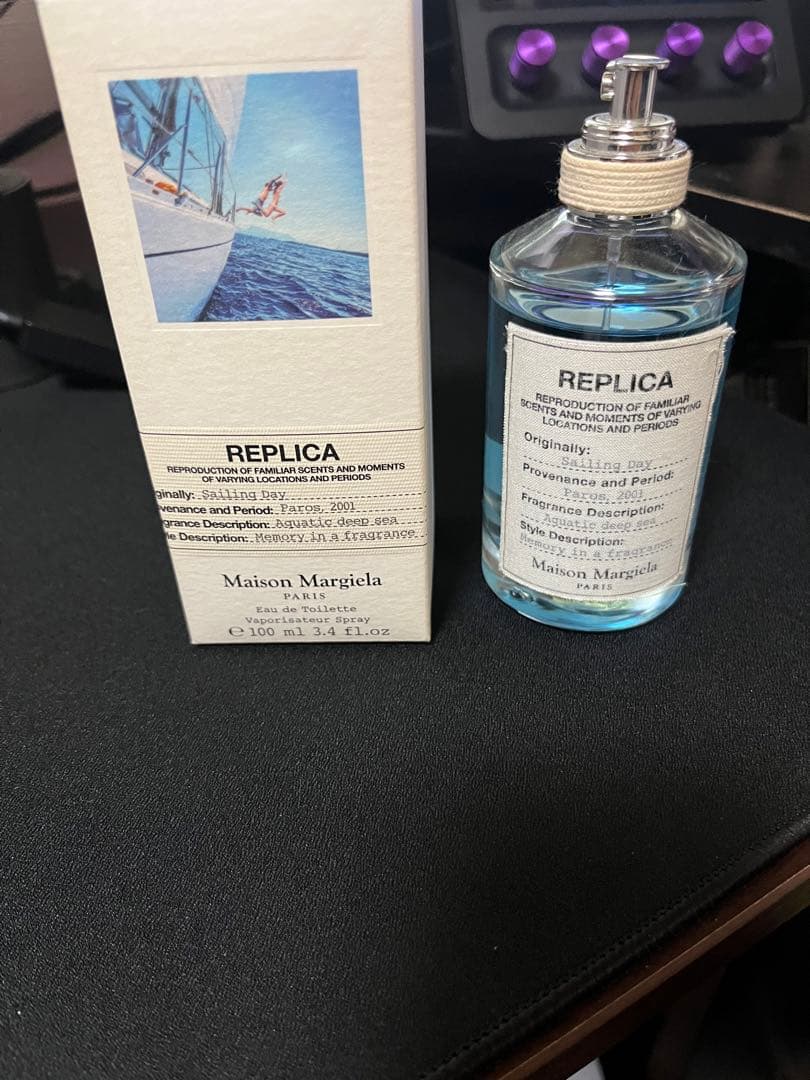 REPLICA
REPRODUCTION OF FAMILIAR SCENTS AND MOMENTS
OF VARYING LOCATIONS AND PERIODS
ginally: Sailing Day
venance and Period: Paros, 2001
grance Description: Aquatic deep sea
le Description: Memory in a fragrance
Maison Margiela
PARIS
Eau de Toilette
Vaporisateur Spray
℮ 100 ml 3.4 fl.oz
REPLICA
REPRODUCTION OF FAMILIAR
SCENTS AND MOMENTS OF VARYING
LOCATIONS AND PERIODS
Originally:
Sailing Day
Provenance and Period:
Paros, 2001
Fragrance Description:
Aquatic deep sea
Style Description:
Memory in a fragrance
Maison Margiela
PARIS